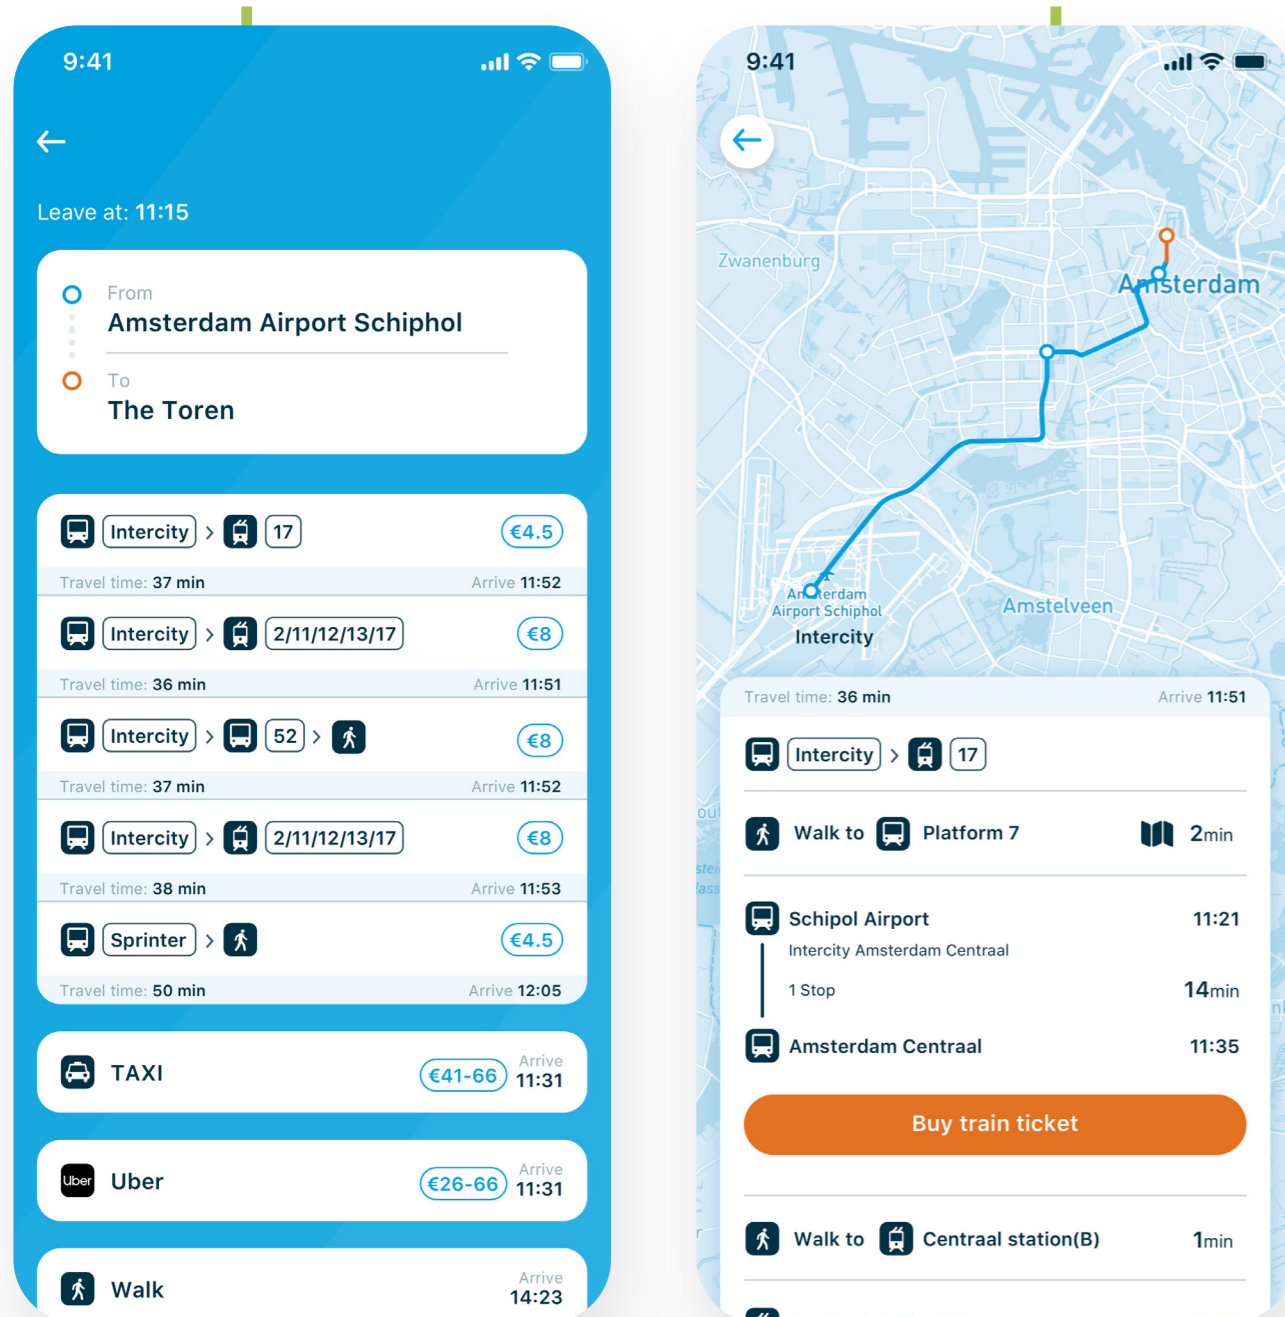 9:41
Leave at: 11:15
From
Amsterdam Airport Schiphol
To
The Toren
Intercity > 17 €4.5
Travel time: 37 min Arrive 11:52
Intercity > 2/11/12/13/17 €8
Travel time: 36 min Arrive 11:51
Intercity > 52 > €8
Travel time: 37 min Arrive 11:52
Intercity > 2/11/12/13/17 €8
Travel time: 38 min Arrive 11:53
Sprinter > €4.5
Travel time: 50 min Arrive 12:05
TAXI €41-66 Arrive 11:31
Uber Uber €26-66 Arrive 11:31
Walk Arrive 14:23
9:41
Zwanenburg
Amsterdam
Amsterdam
Airport Schiphol
Intercity
Amstelveen
Travel time: 36 min Arrive 11:51
Intercity > 17
Walk to Platform 7 2min
Schipol Airport 11:21
Intercity Amsterdam Centraal
1 Stop 14min
Amsterdam Centraal 11:35
Buy train ticket
Walk to Centraal station(B) 1min